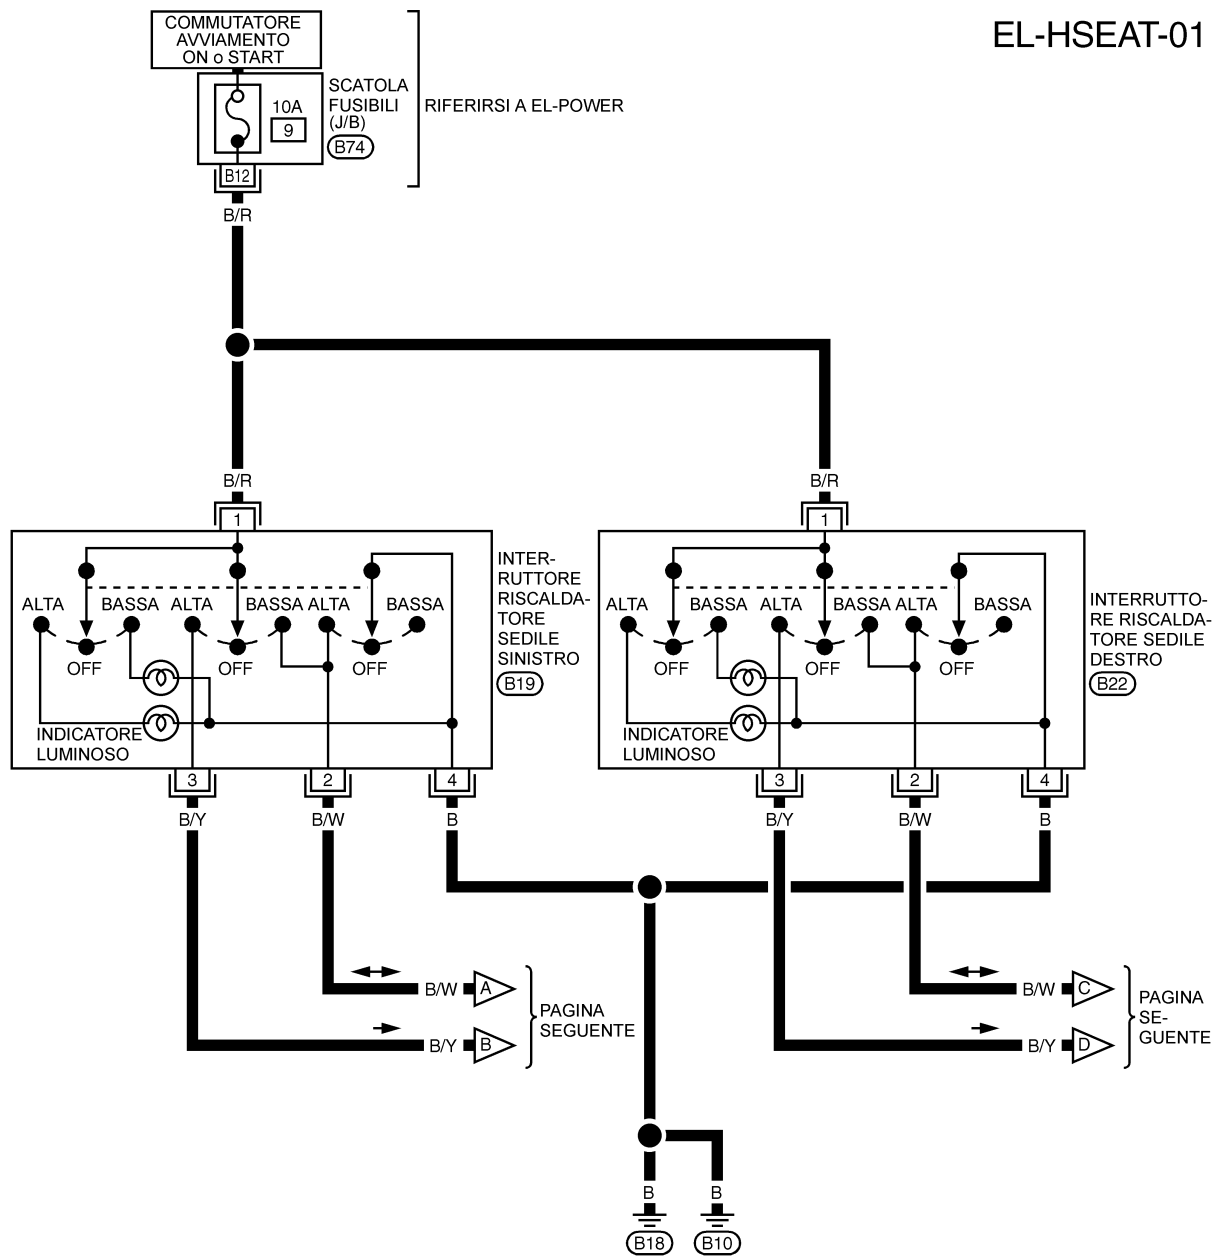 EL-HSEAT-01
COMMUTATORE
AVVIAMENTO
ON o START
SCATOLA
FUSIBILI
(J/B)
B74
10A
9
RIFERIRSI A EL-POWER
B12
B/R
B/R
B/R
1
1
INTER-
RUTTORE
RISCALDA-
TORE
SEDILE
SINISTRO
B19
ALTA
BASSA
ALTA
BASSA
ALTA
BASSA
OFF
OFF
OFF
INDICATORE
LUMINOSO
INTERRUTTO-
RE RISCALDA-
TORE SEDILE
DESTRO
B22
ALTA
BASSA
ALTA
BASSA
ALTA
BASSA
OFF
OFF
OFF
INDICATORE
LUMINOSO
3
2
4
3
2
4
B/Y
B/W
B
B/Y
B/W
B
B/W
A
B/Y
B
PAGINA
SEGUENTE
B/W
C
B/Y
D
PAGINA
SE-
GUENTE
B
B
B18
B10